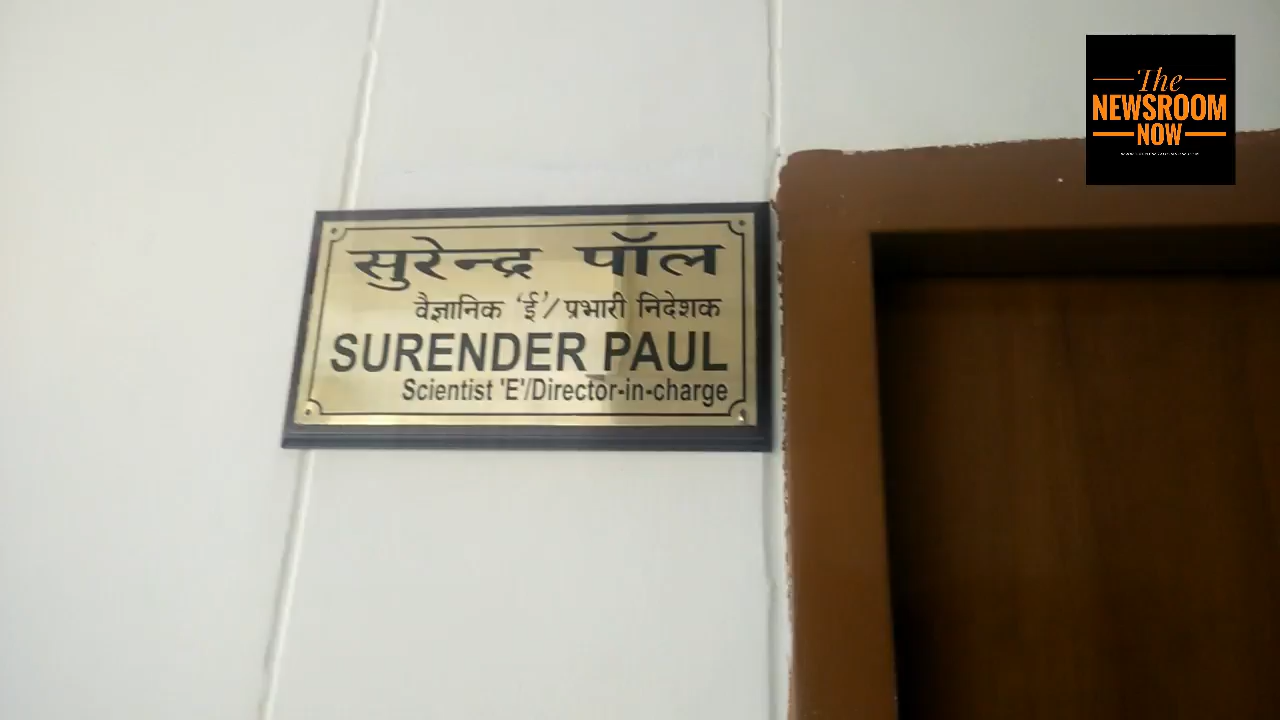 The
NEWSROOM
NOW
सुरेन्द्र पॉल
वैज्ञानिक ‘ई’/प्रभारी निदेशक
SURENDER PAUL
Scientist 'E'/Director-in-charge